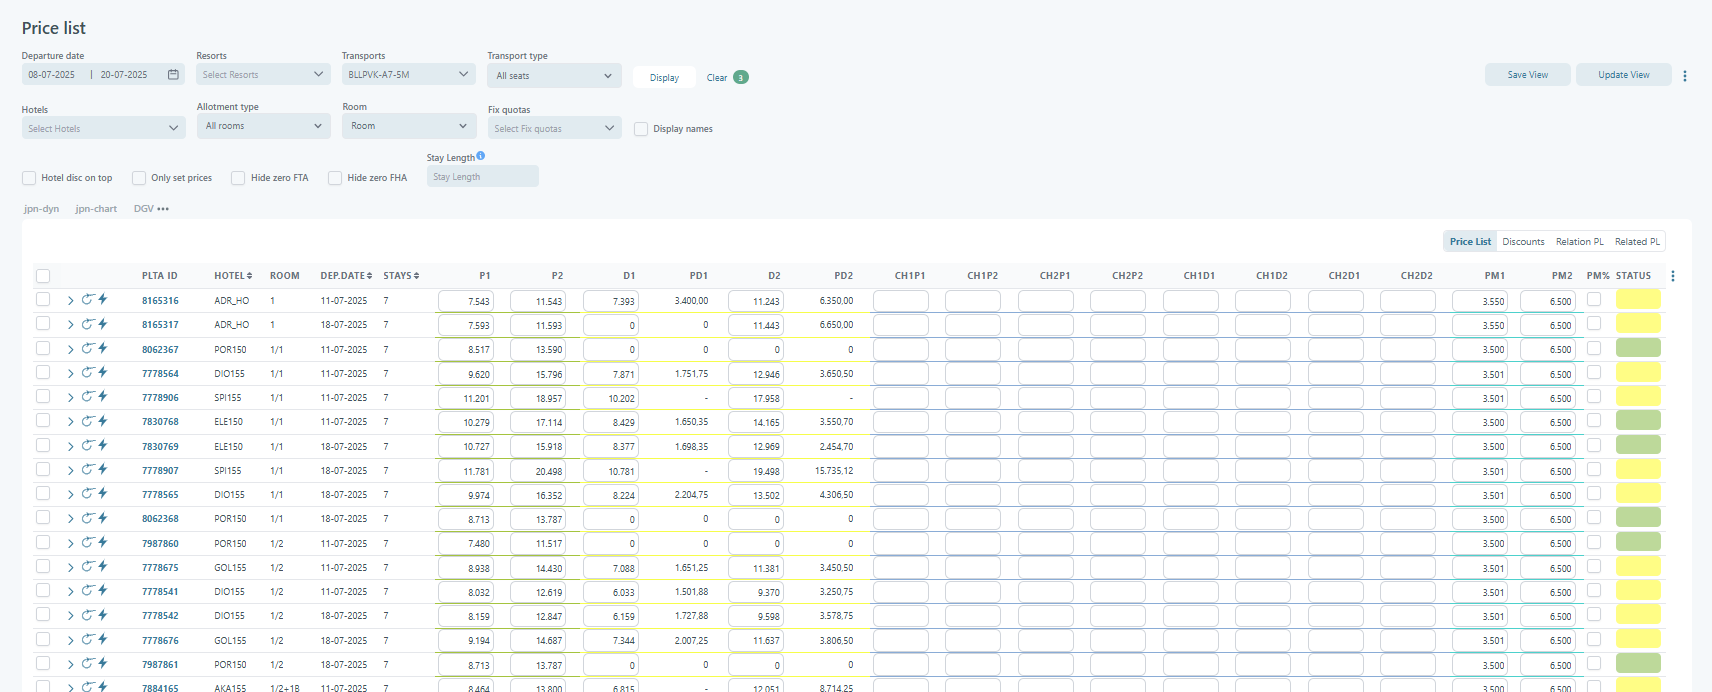 Price list
Departure date Resorts Transports Transport type
08-07-2025 | 20-07-2025 Select Resorts BLLPVK-A7-5M All seats Display Clear 3 Save View Update View
Hotels Allotment type Room Fix quotas
Select Hotels All rooms Room Select Fix quotas Display names
Stay Length
Hotel disc on top Only set prices Hide zero FTA Hide zero FHA Stay Length
jpn-dyn jpn-chart DGV •••
Price List Discounts Relation PL Related PL
PLTA ID HOTEL ROOM DEP.DATE STAYS P1 P2 D1 PD1 D2 PD2 CH1P1 CH1P2 CH2P1 CH2P2 CH1D1 CH1D2 CH2D1 CH2D2 PM1 PM2 PM% STATUS
8165316 ADR_HO 1 11-07-2025 7 7.543 11.543 7.393 3.400,00 11.243 6.350,00 3.550 6.500
8165317 ADR_HO 1 18-07-2025 7 7.593 11.593 0 0 11.443 6.650,00 3.550 6.500
8062367 POR150 1/1 11-07-2025 7 8.517 13.590 0 0 0 0 3.500 6.500
7778564 DIO155 1/1 11-07-2025 7 9.620 15.796 7.871 1.751,75 12.946 3.650,50 3.501 6.500
7778906 SPI155 1/1 11-07-2025 7 11.201 18.957 10.202 - 17.958 - 3.501 6.500
7830768 ELE150 1/1 11-07-2025 7 10.279 17.114 8.429 1.650,35 14.165 3.550,70 3.500 6.500
7830769 ELE150 1/1 18-07-2025 7 10.727 15.918 8.377 1.698,35 12.969 2.454,70 3.500 6.500
7778907 SPI155 1/1 18-07-2025 7 11.781 20.498 10.781 - 19.498 15.735,12 3.501 6.500
7778565 DIO155 1/1 18-07-2025 7 9.974 16.352 8.224 2.204,75 13.502 4.306,50 3.501 6.500
8062368 POR150 1/1 18-07-2025 7 8.713 13.787 0 0 0 0 3.500 6.500
7987860 POR150 1/2 11-07-2025 7 7.480 11.517 0 0 0 0 3.500 6.500
7778675 GOL155 1/2 11-07-2025 7 8.938 14.430 7.088 1.651,25 11.381 3.450,50 3.501 6.500
7778541 DIO155 1/2 11-07-2025 7 8.032 12.619 6.033 1.501,88 9.370 3.250,75 3.501 6.500
7778542 DIO155 1/2 18-07-2025 7 8.159 12.847 6.159 1.727,88 9.598 3.578,75 3.501 6.500
7778676 GOL155 1/2 18-07-2025 7 9.194 14.687 7.344 2.007,25 11.637 3.806,50 3.501 6.500
7987861 POR150 1/2 18-07-2025 7 8.713 13.787 0 0 0 0 3.500 6.500
7884165 AKA155 1/2+1B 11-07-2025 7 8.464 13.800 6.815 - 12.051 8.714,25 3.500 6.500